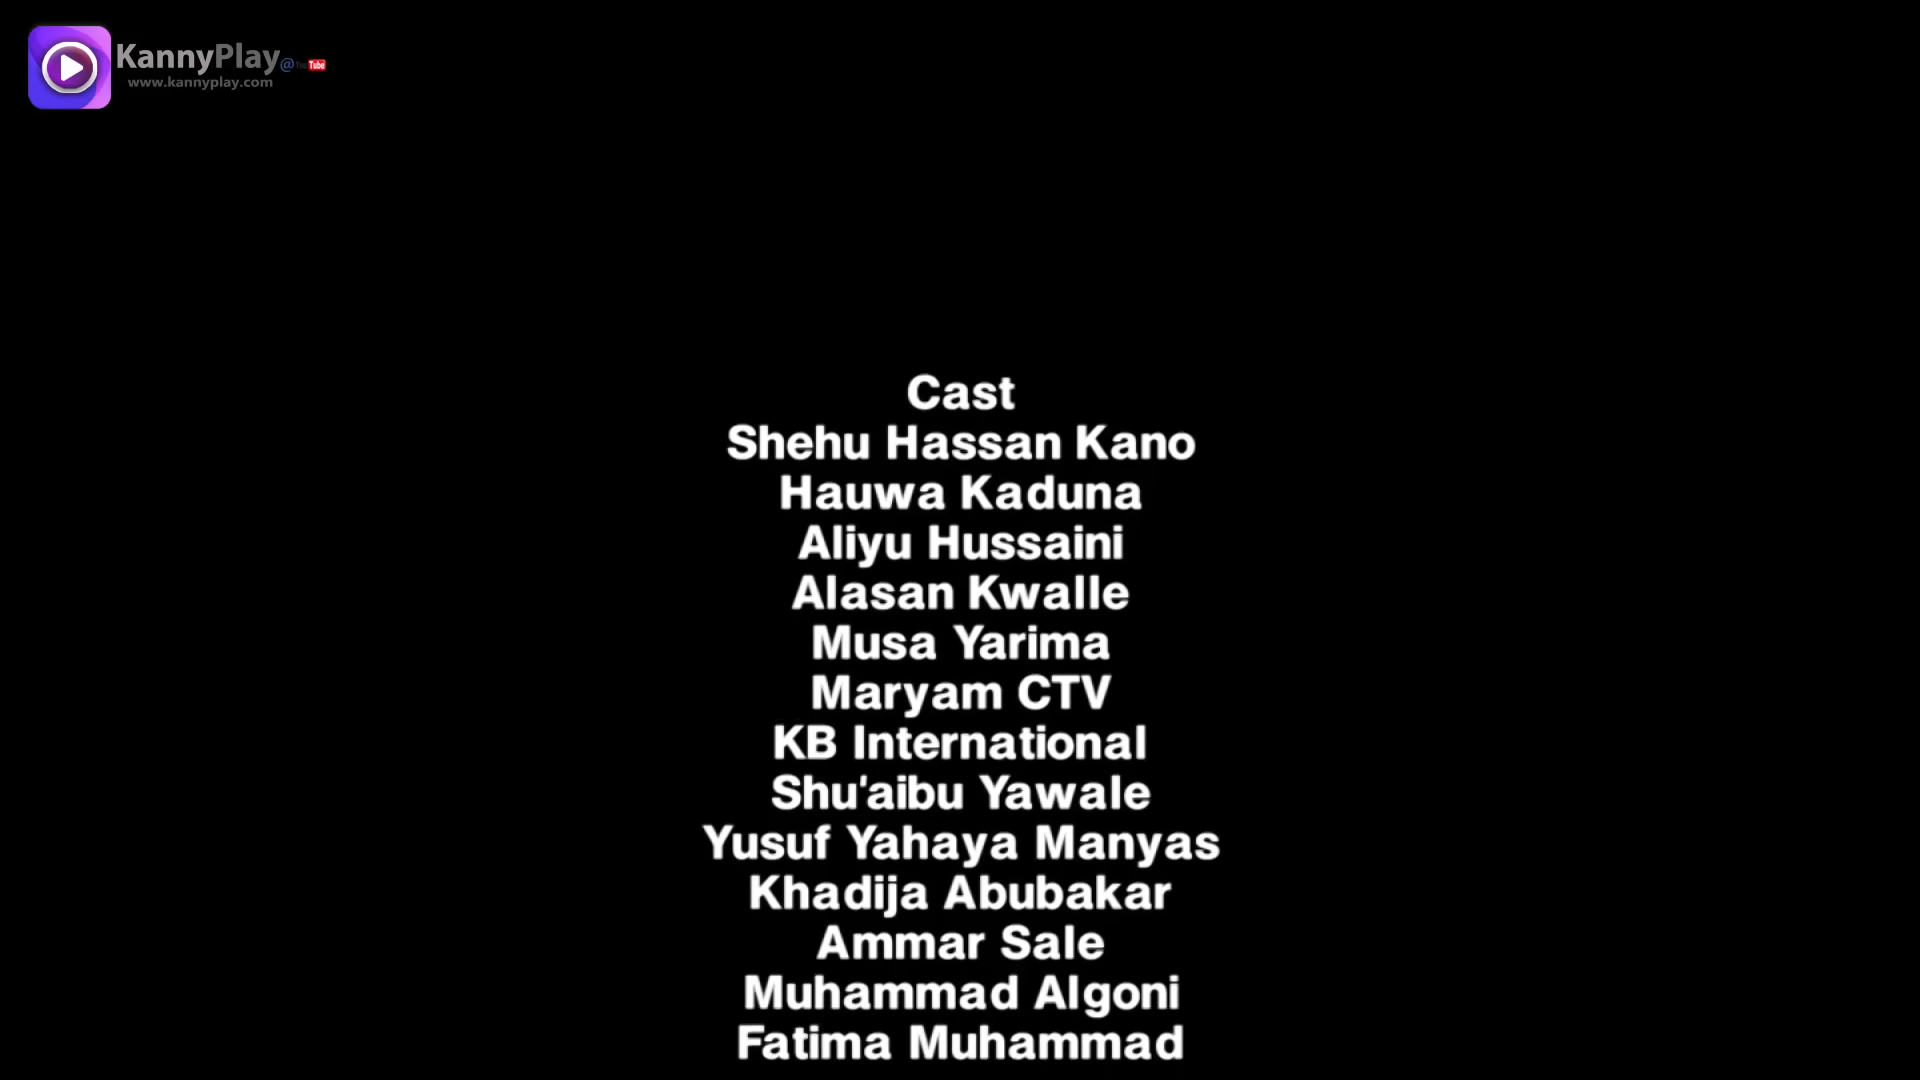 KannyPlay@YouTube
www.kannyplay.com
Cast
Shehu Hassan Kano
Hauwa Kaduna
Aliyu Hussaini
Alasan Kwalle
Musa Yarima
Maryam CTV
KB International
Shu'aibu Yawale
Yusuf Yahaya Manyas
Khadija Abubakar
Ammar Sale
Muhammad Algoni
Fatima Muhammad